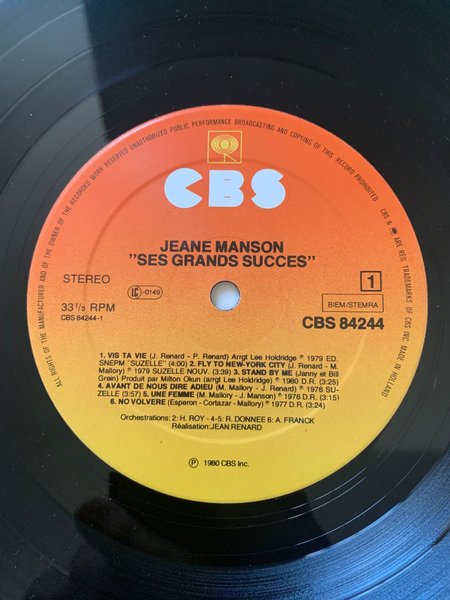 ALL RIGHTS OF THE MANUFACTURER AND OF THE OWNER OF THE RECORDED WORK RESERVED UNAUTHORIZED PUBLIC PERFORMANCE BROADCASTING AND COPYING OF THIS RECORD PROHIBITED
CBS & ARE REG. TRADEMARKS OF CBS INC. MADE IN HOLLAND
CBS
JEANE MANSON
"SES GRANDS SUCCES"
STEREO
LC-0149
1
33 1/3 RPM
BIEM/STEMRA
CBS 84244-1
CBS 84244
1. VIS TA VIE (J. Renard - P. Renard) Arrgt Lee Holdridge ℗ 1979 ED.
SNEPM "SUZELLE" (4:00) 2. FLY TO NEW-YORK CITY (J. Renard - M.
Mallory) ℗ 1979 SUZELLE NOUV. (3:39) 3. STAND BY ME (Janny et Bill
Grein) Produit par Milton Okun (arrgt Lee Holdridge) ℗ 1980 D.R. (3:25)
4. AVANT DE NOUS DIRE ADIEU (M. Mallory - J. Renard) ℗ 1976 SU-
ZELLE (3:57) 5. UNE FEMME (M. Mallory - J. Manson) ℗ 1976 D.R. (3:15)
6. NO VOLVERE (Esperon - Cortazar - Mallory) ℗ 1977 D.R. (3:24)
Orchestrations: 2: H. ROY - 4-5: R. DONNEE 6: A. FRANCK
Réalisation: JEAN RENARD
℗ 1980 CBS Inc.